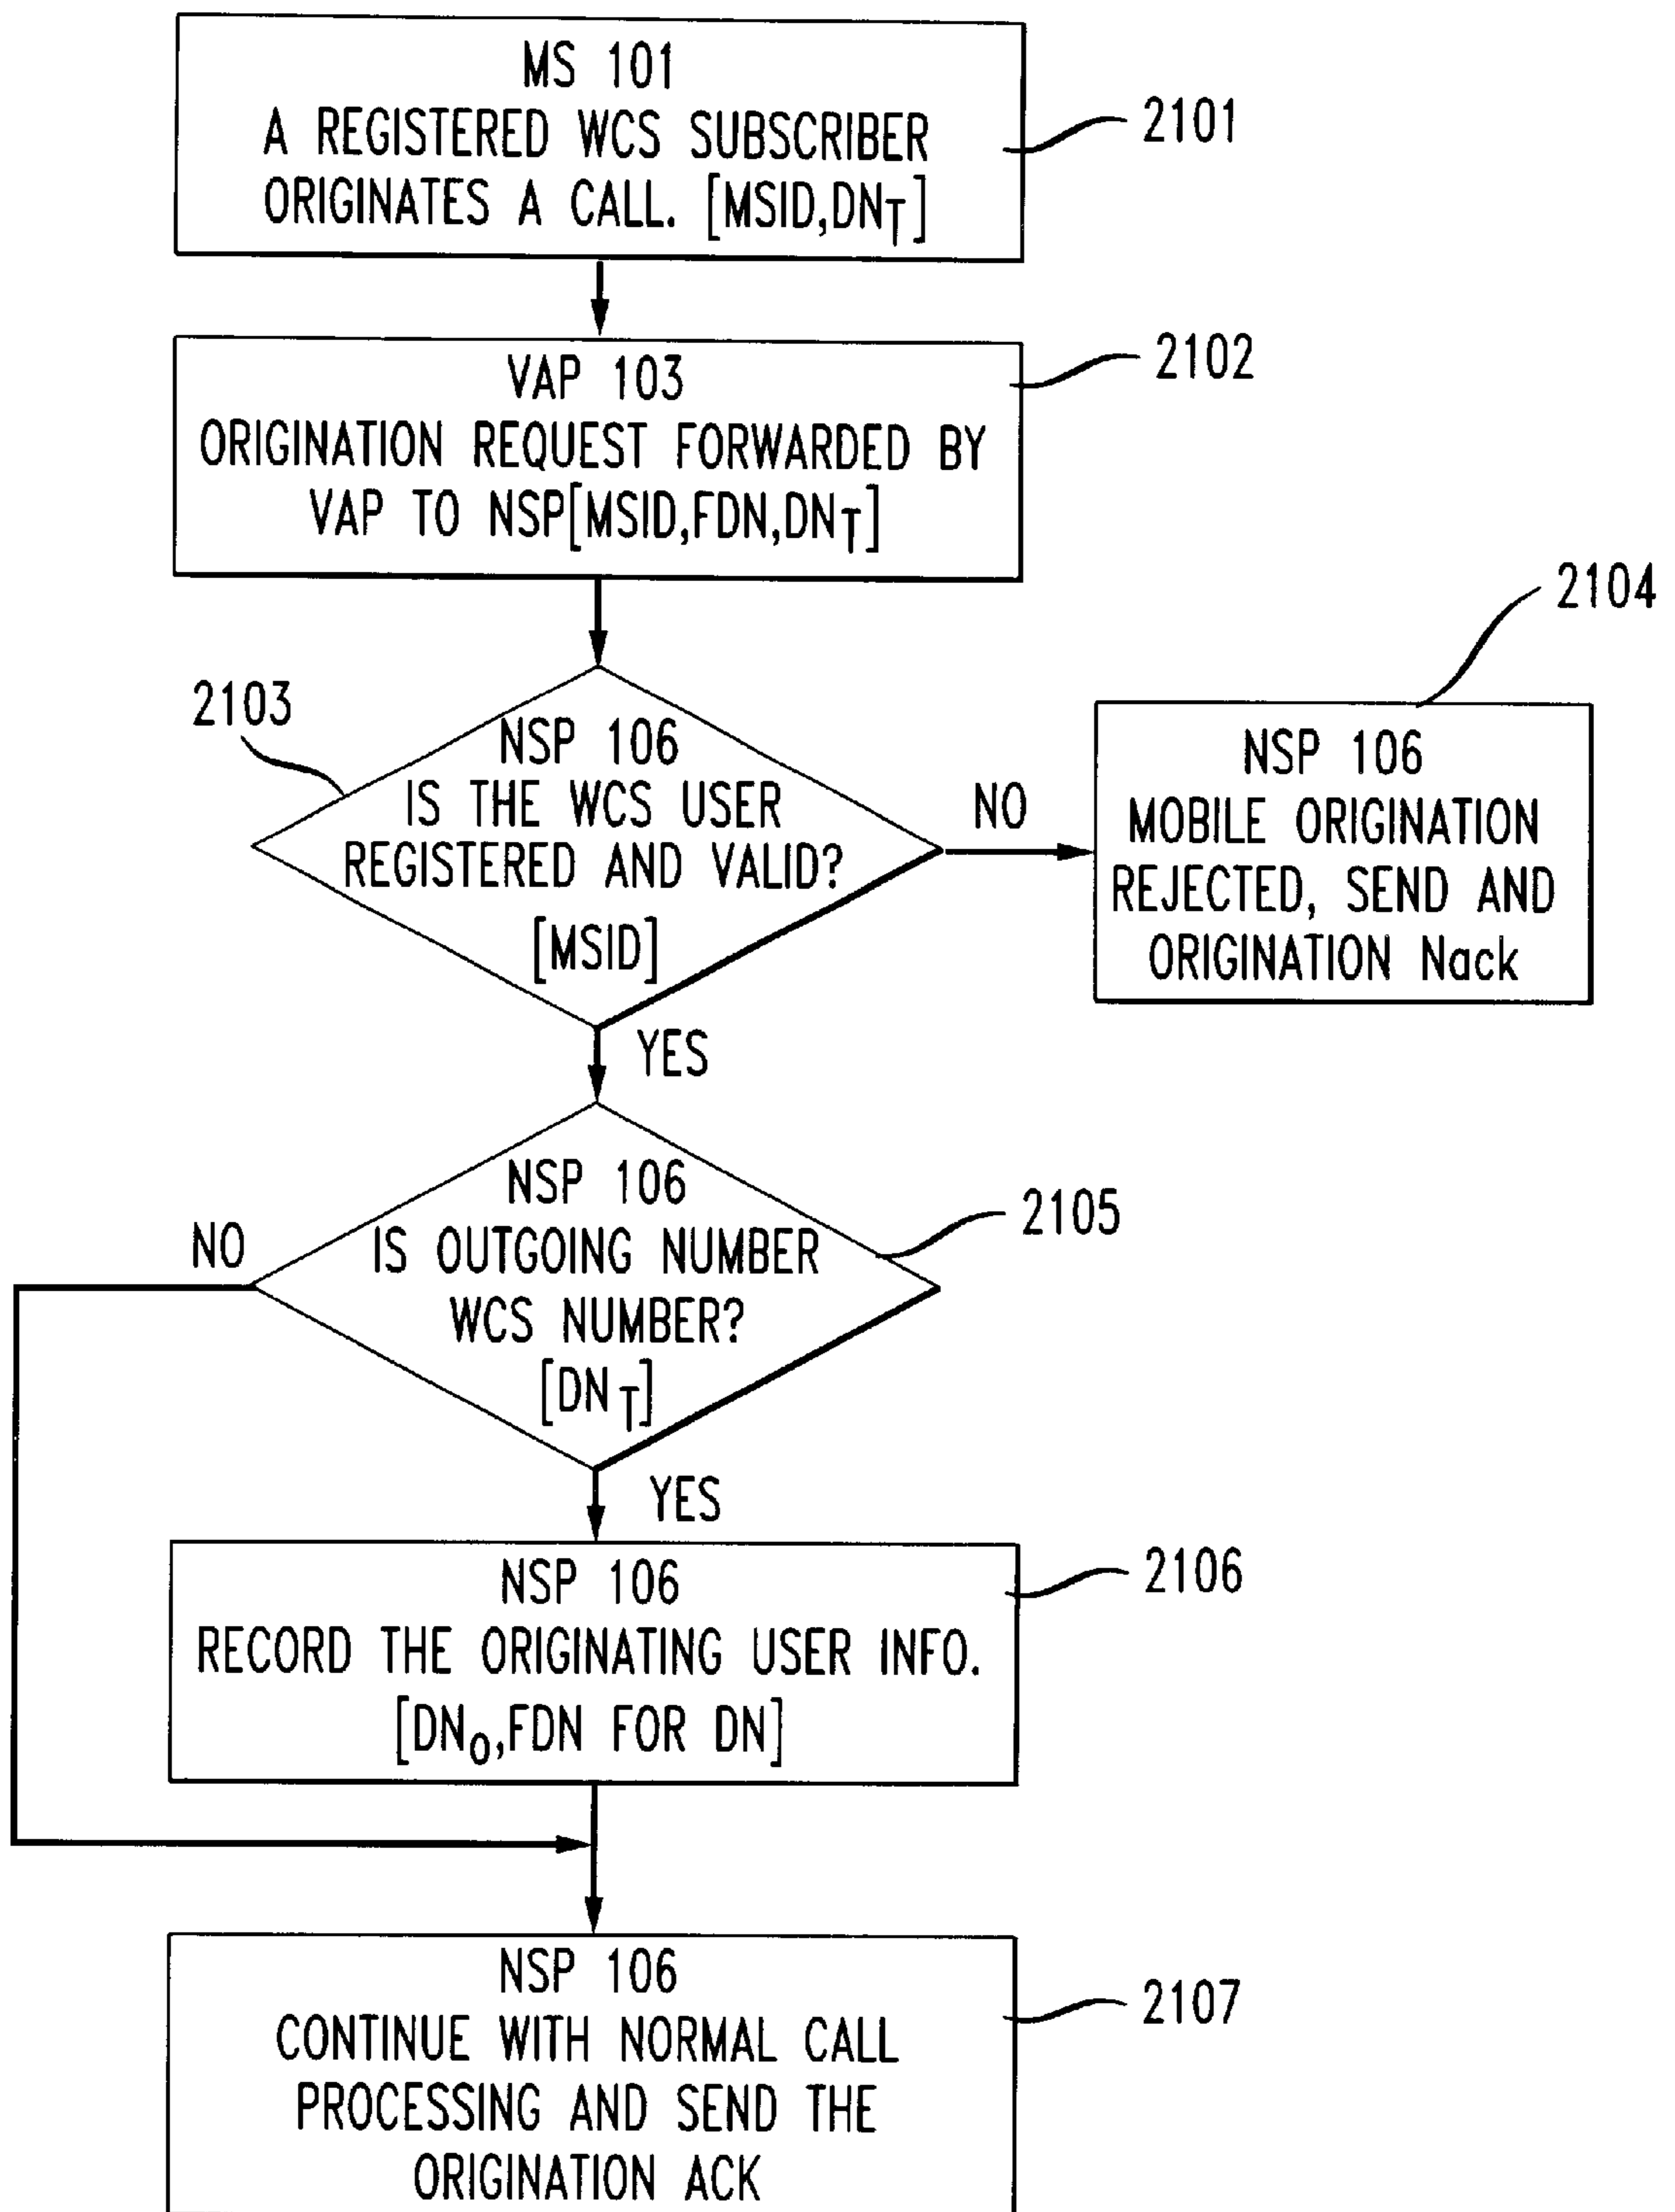 MS 101
A REGISTERED WCS SUBSCRIBER
ORIGINATES A CALL. [MSID,DNT]
2101
VAP 103
ORIGINATION REQUEST FORWARDED BY
VAP TO NSP[MSID,FDN,DNT]
2102
2103
NSP 106
IS THE WCS USER
REGISTERED AND VALID?
[MSID]
NO
YES
2104
NSP 106
MOBILE ORIGINATION
REJECTED, SEND AND
ORIGINATION Nack
NSP 106
IS OUTGOING NUMBER
WCS NUMBER?
[DNT]
2105
NO
YES
NSP 106
RECORD THE ORIGINATING USER INFO.
[DNO,FDN FOR DN]
2106
NSP 106
CONTINUE WITH NORMAL CALL
PROCESSING AND SEND THE
ORIGINATION ACK
2107